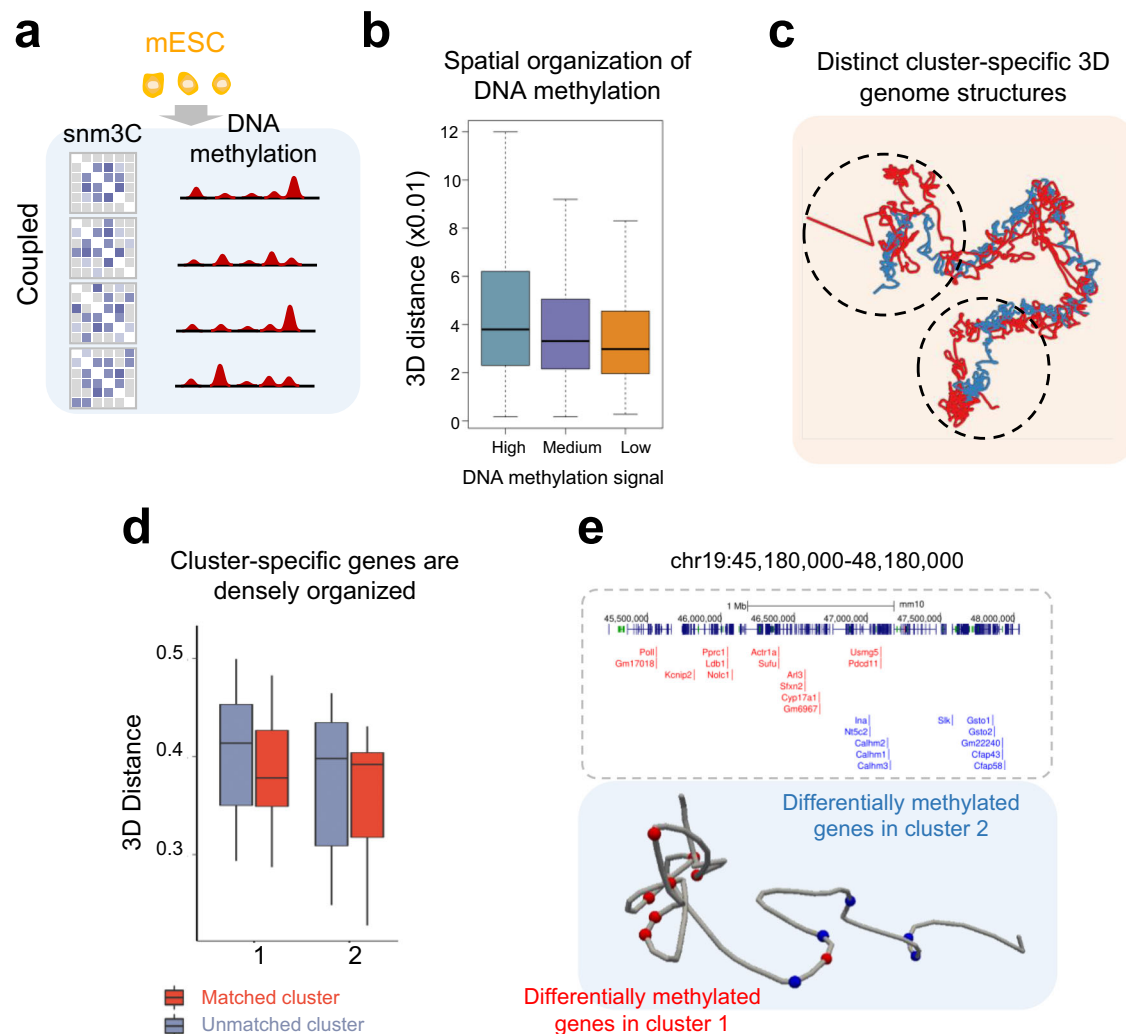 a
mESC
snm3C
DNA
methylation
Coupled
b
Spatial organization of
DNA methylation
3D distance (x0.01)
12
10
8
6
4
2
0
High Medium Low
DNA methylation signal
c
Distinct cluster-specific 3D
genome structures
d
Cluster-specific genes are
densely organized
3D Distance
0.5
0.4
0.3
1 2
Matched cluster
Unmatched cluster
e
chr19:45,180,000-48,180,000
1 Mb mm10
45,500,000 46,000,000 46,500,000 47,000,000 47,500,000 48,000,000
Poll Pprc1 Actr1a Usmg5
Gm17018 Ldb1 Sufu Pdcd11
Kcnip2 Nolc1 Arl3
Sfxn2
Cyp17a1
Gm6967
Ina Slk Gsto1
Nt5c2 Gsto2
Calhm2 Gm22240
Calhm1 Cfap43
Calhm3 Cfap58
Differentially methylated
genes in cluster 2
Differentially methylated
genes in cluster 1